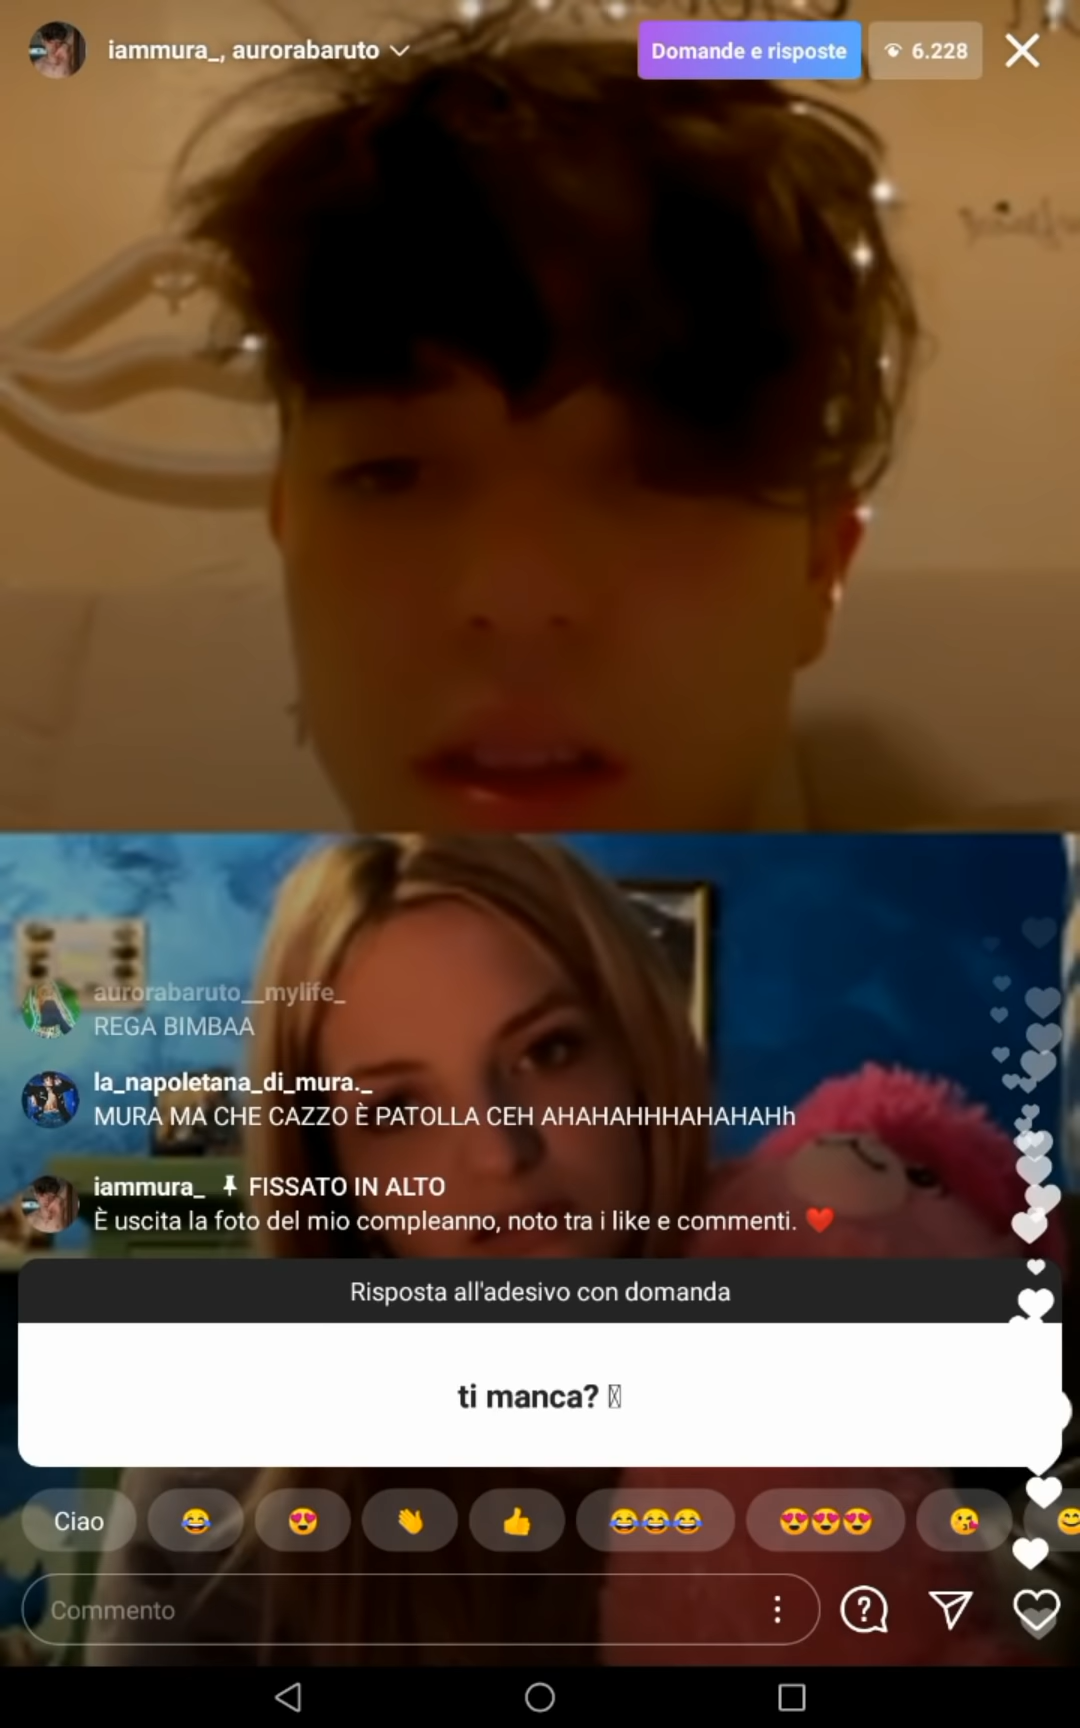 iammura_, aurorabaruto
Domande e risposte
6.228
aurorabaruto__mylife_
REGA BIMBAA
la_napoletana_di_mura._
MURA MA CHE CAZZO È PATOLLA CEH AHAHAHHHAHAHAHh
iammura_ FISSATO IN ALTO
È uscita la foto del mio compleanno, noto tra i like e commenti. ❤️
Risposta all'adesivo con domanda
ti manca?
Ciao 😂 😍 👋 👍 😂😂😂 😍😍😍 😘 😊
Commento